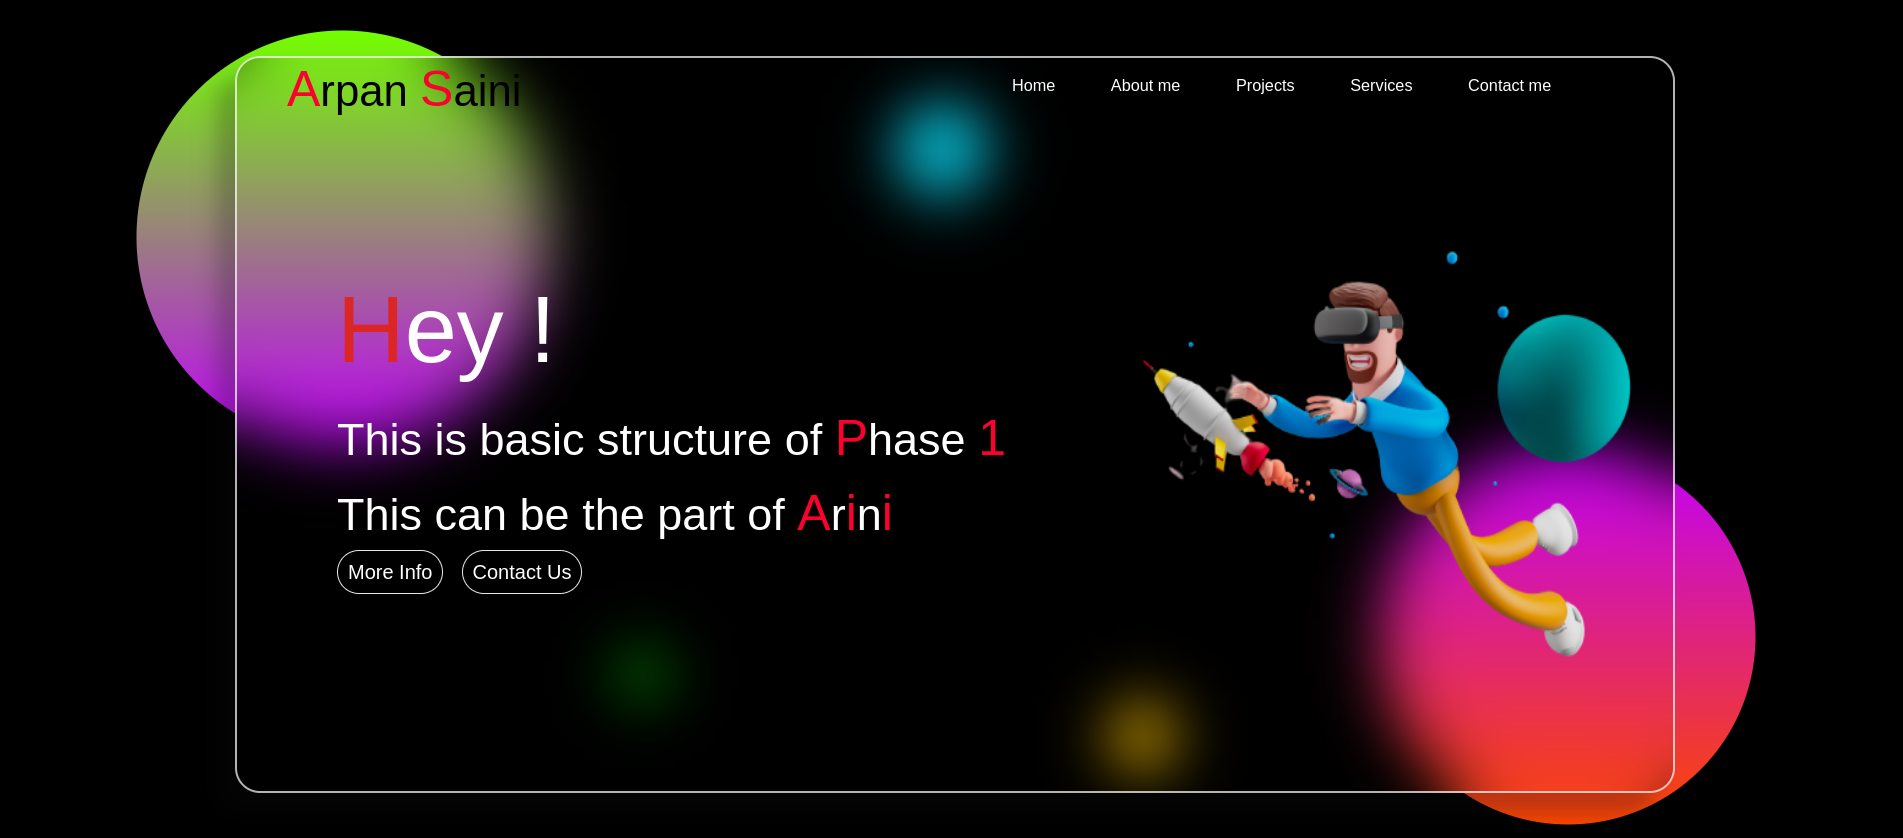 Arpan Saini
Home About me Projects Services Contact me
Hey !
This is basic structure of Phase 1
This can be the part of Arini
More Info Contact Us